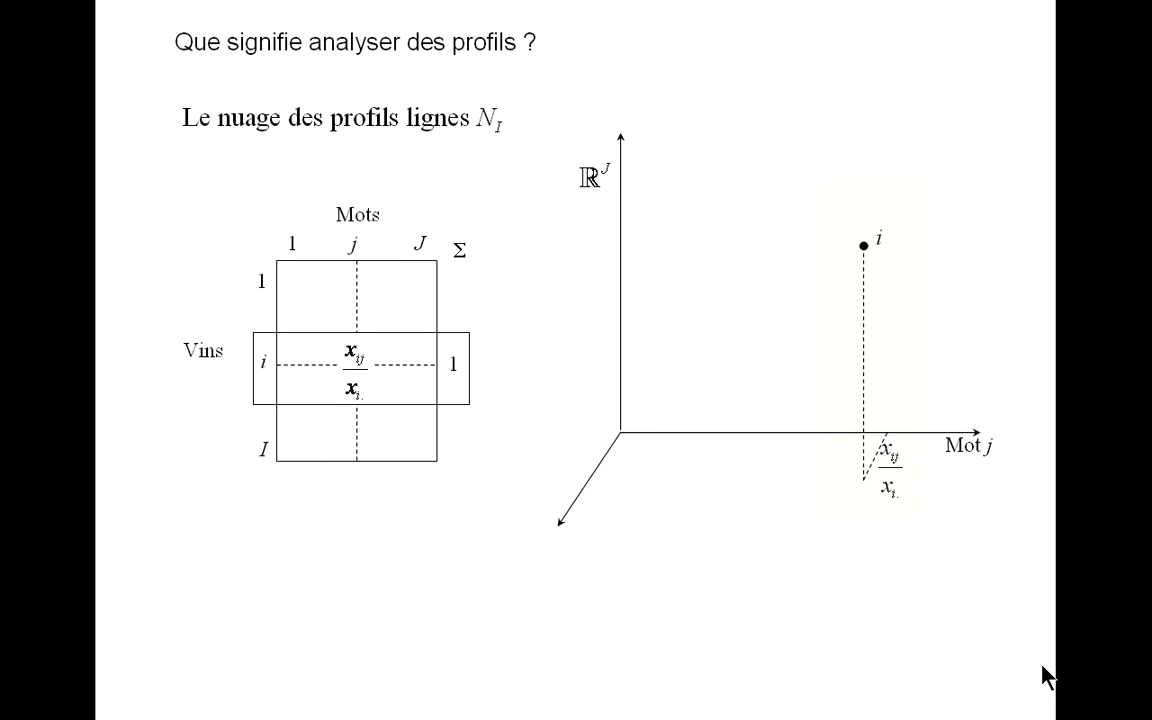 Que signifie analyser des profils ?
Le nuage des profils lignes N_I
Mots
1 j J Σ
1
Vins
i x_ij 1
x_i.
I
ℝ^J
i
Mot j
x_ij
x_i.